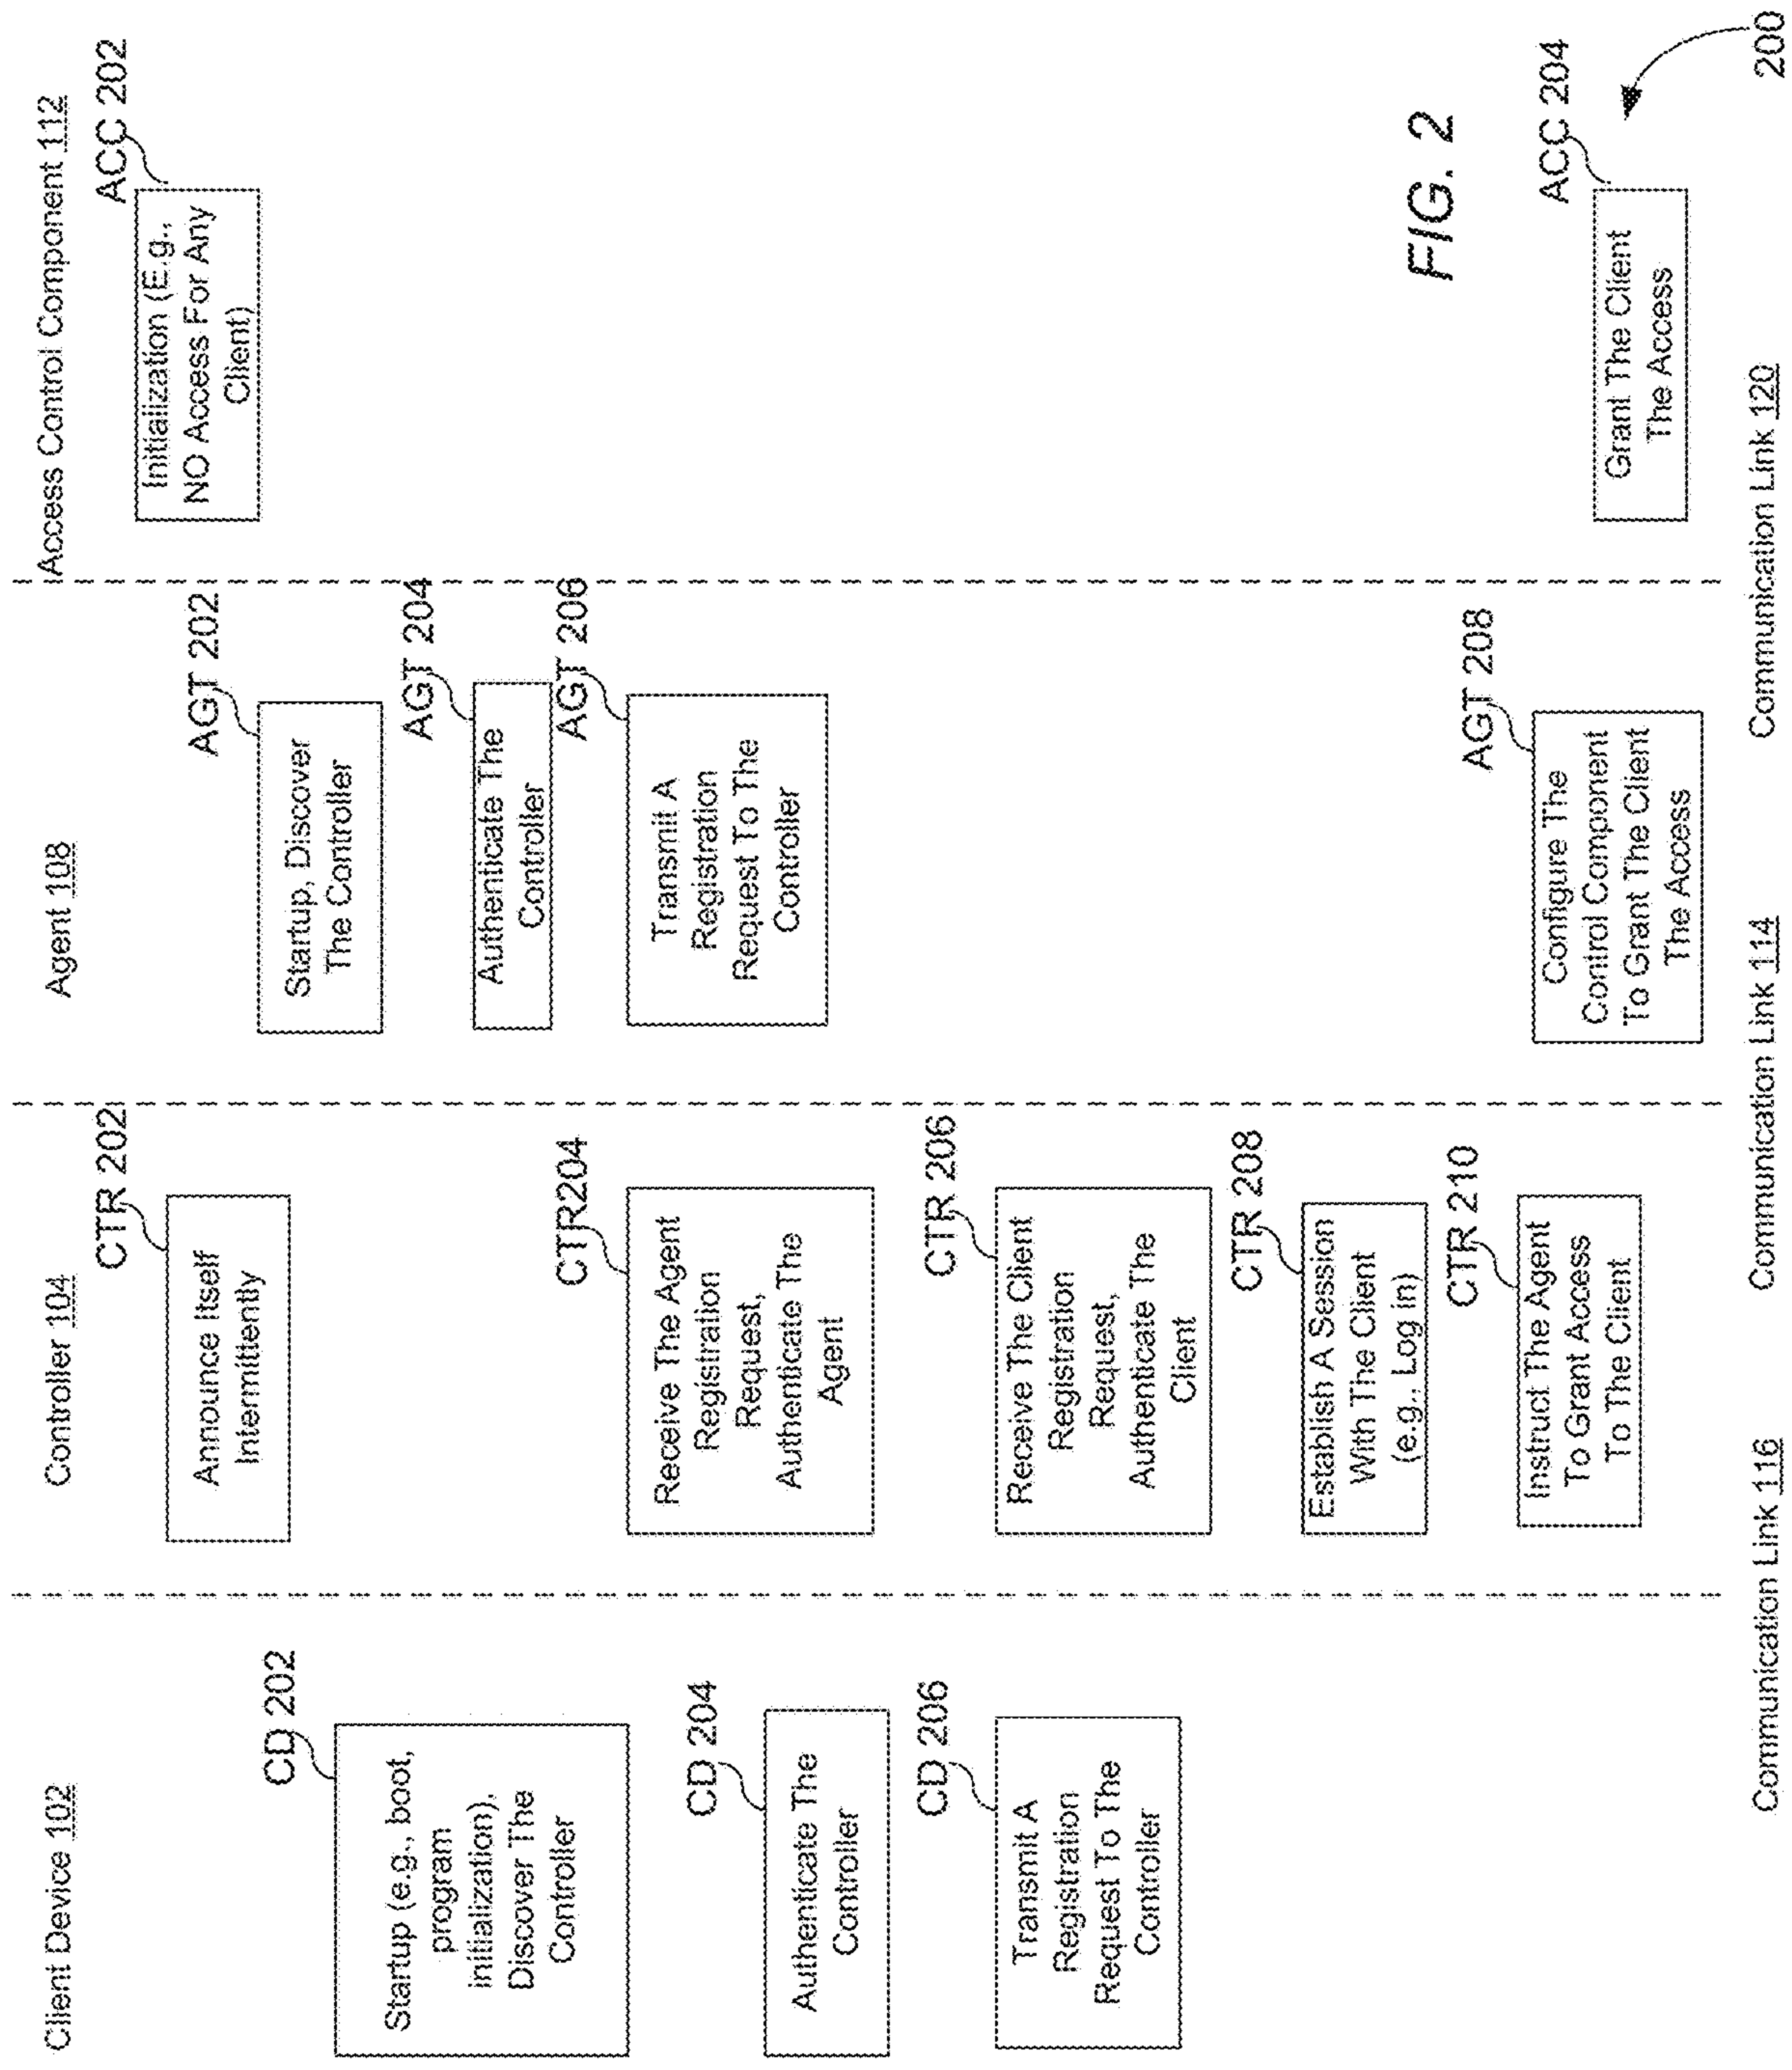 Client Device 102
CD 202
Startup (e.g., boot,
program
initialization),
Discover The
Controller
CD 204
Authenticate The
Controller
CD 206
Transmit A
Registration
Request To The
Controller
Controller 104
CTR 202
Announce Itself
Intermittently
CTR204
Receive The Agent
Registration
Request,
Authenticate The
Agent
CTR 206
Receive The Client
Registration
Request,
Authenticate The
Client
CTR 208
Establish A Session
With The Client
(e.g., Log in)
CTR 210
Instruct The Agent
To Grant Access
To The Client
Agent 108
AGT 202
Startup, Discover
The Controller
AGT 204
Authenticate The
Controller
AGT 206
Transmit A
Registration
Request To The
Controller
AGT 208
Configure The
Control Component
To Grant The Client
The Access
Access Control Component 112
ACC 202
Initialization (E.g.,
NO Access For Any
Client)
FIG. 2
ACC 204
Grant The Client
The Access
Communication Link 116
Communication Link 114
Communication Link 120
200